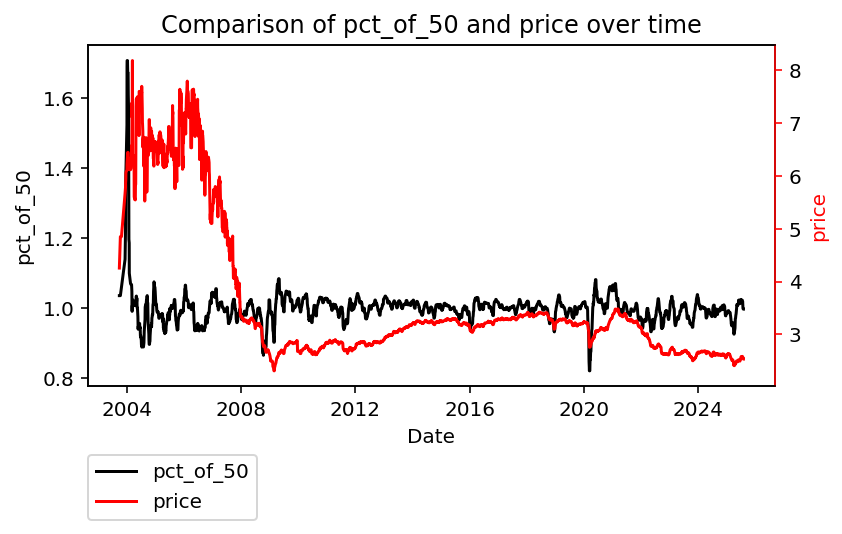 Comparison of pct_of_50 and price over time
pct_of_50
1.6
1.4
1.2
1.0
0.8
8
7
6
5
4
3
price
2004 2008 2012 2016 2020 2024
Date
pct_of_50
price